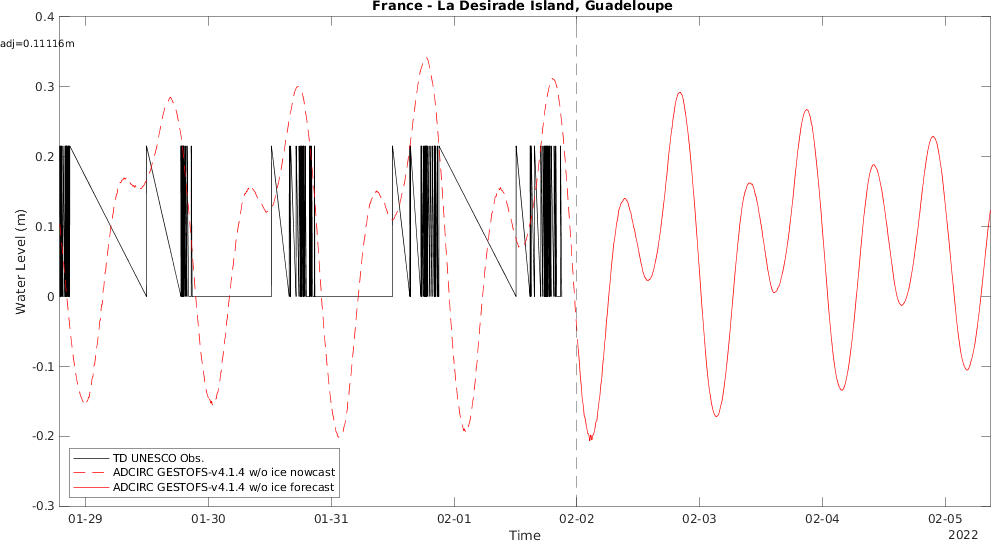 France - La Desirade Island, Guadeloupe
adj=0.11116m
0.4
0.3
0.2
0.1
0
-0.1
-0.2
-0.3
Water Level (m)
TD UNESCO Obs.
ADCIRC GESTOFS-v4.1.4 w/o ice nowcast
ADCIRC GESTOFS-v4.1.4 w/o ice forecast
01-29 01-30 01-31 02-01 02-02 02-03 02-04 02-05
Time
2022